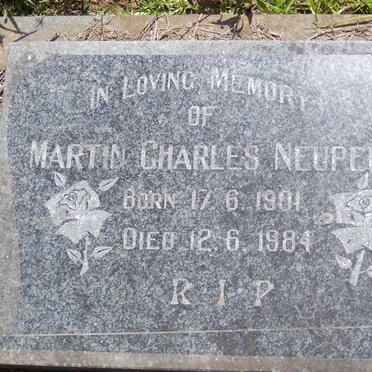 IN LOVING MEMORY
OF
MARTIN CHARLES
BORN 17. 6. 1901
DIED 12. 6. 1984
R. I. P